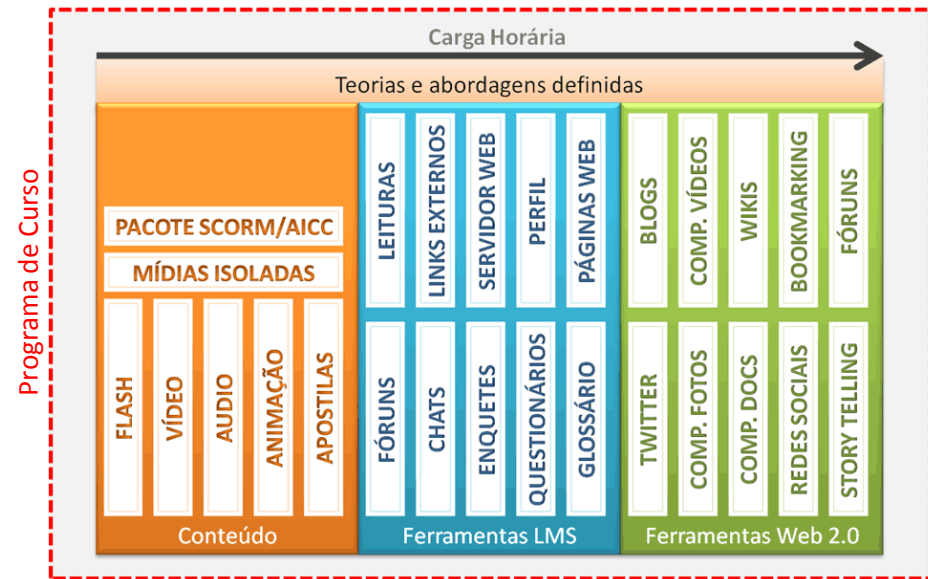 Programa de Curso
Carga Horária
Teorias e abordagens definidas
PACOTE SCORM/AICC
MÍDIAS ISOLADAS
FLASH
VÍDEO
AUDIO
ANIMAÇÃO
APOSTILAS
Conteúdo
LEITURAS
LINKS EXTERNOS
SERVIDOR WEB
PERFIL
PÁGINAS WEB
FÓRUNS
CHATS
ENQUETES
QUESTIONÁRIOS
GLOSSÁRIO
Ferramentas LMS
BLOGS
COMP. VÍDEOS
WIKIS
BOOKMARKING
FÓRUNS
TWITTER
COMP. FOTOS
COMP. DOCS
REDES SOCIAIS
STORY TELLING
Ferramentas Web 2.0